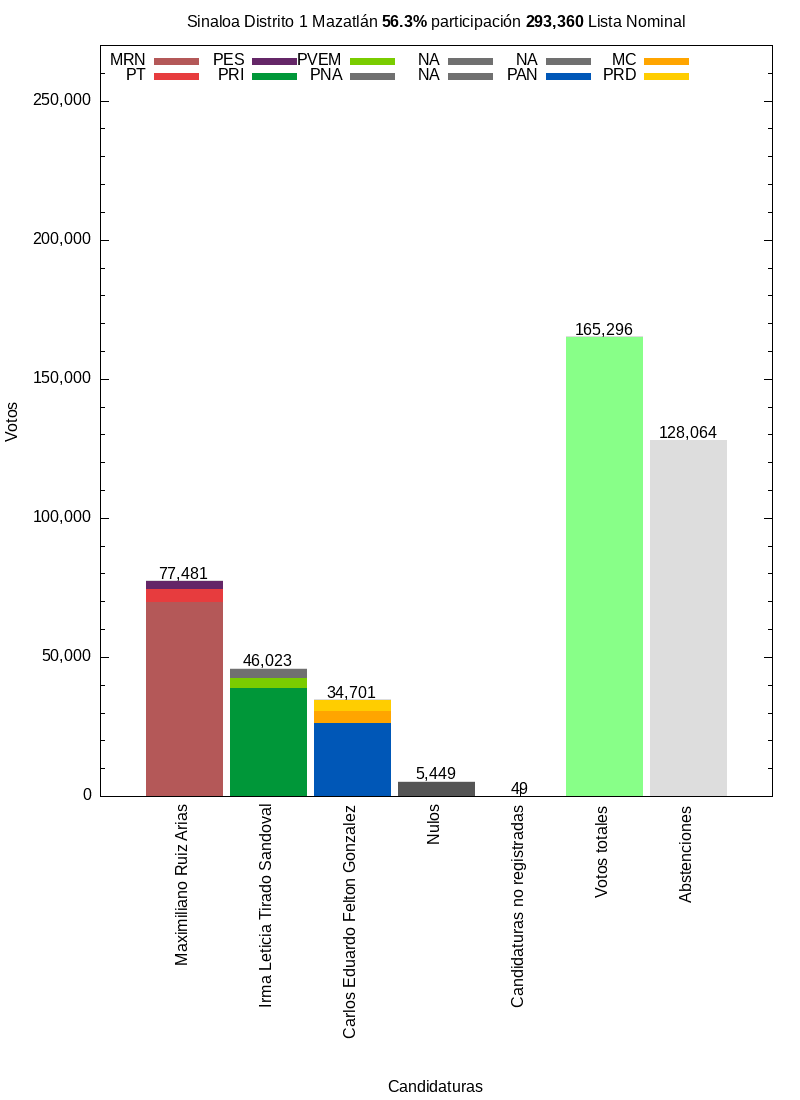 Sinaloa Distrito 1 Mazatlán 56.3% participación 293,360 Lista Nominal
MRN PES PVEM NA NA MC
PT PRI PNA NA PAN PRD
250,000
200,000
150,000
100,000
50,000
0
Votos
77,481
46,023
34,701
5,449
49
165,296
128,064
Maximiliano Ruiz Arias
Irma Leticia Tirado Sandoval
Carlos Eduardo Felton Gonzalez
Nulos
Candidaturas no registradas
Votos totales
Abstenciones
Candidaturas